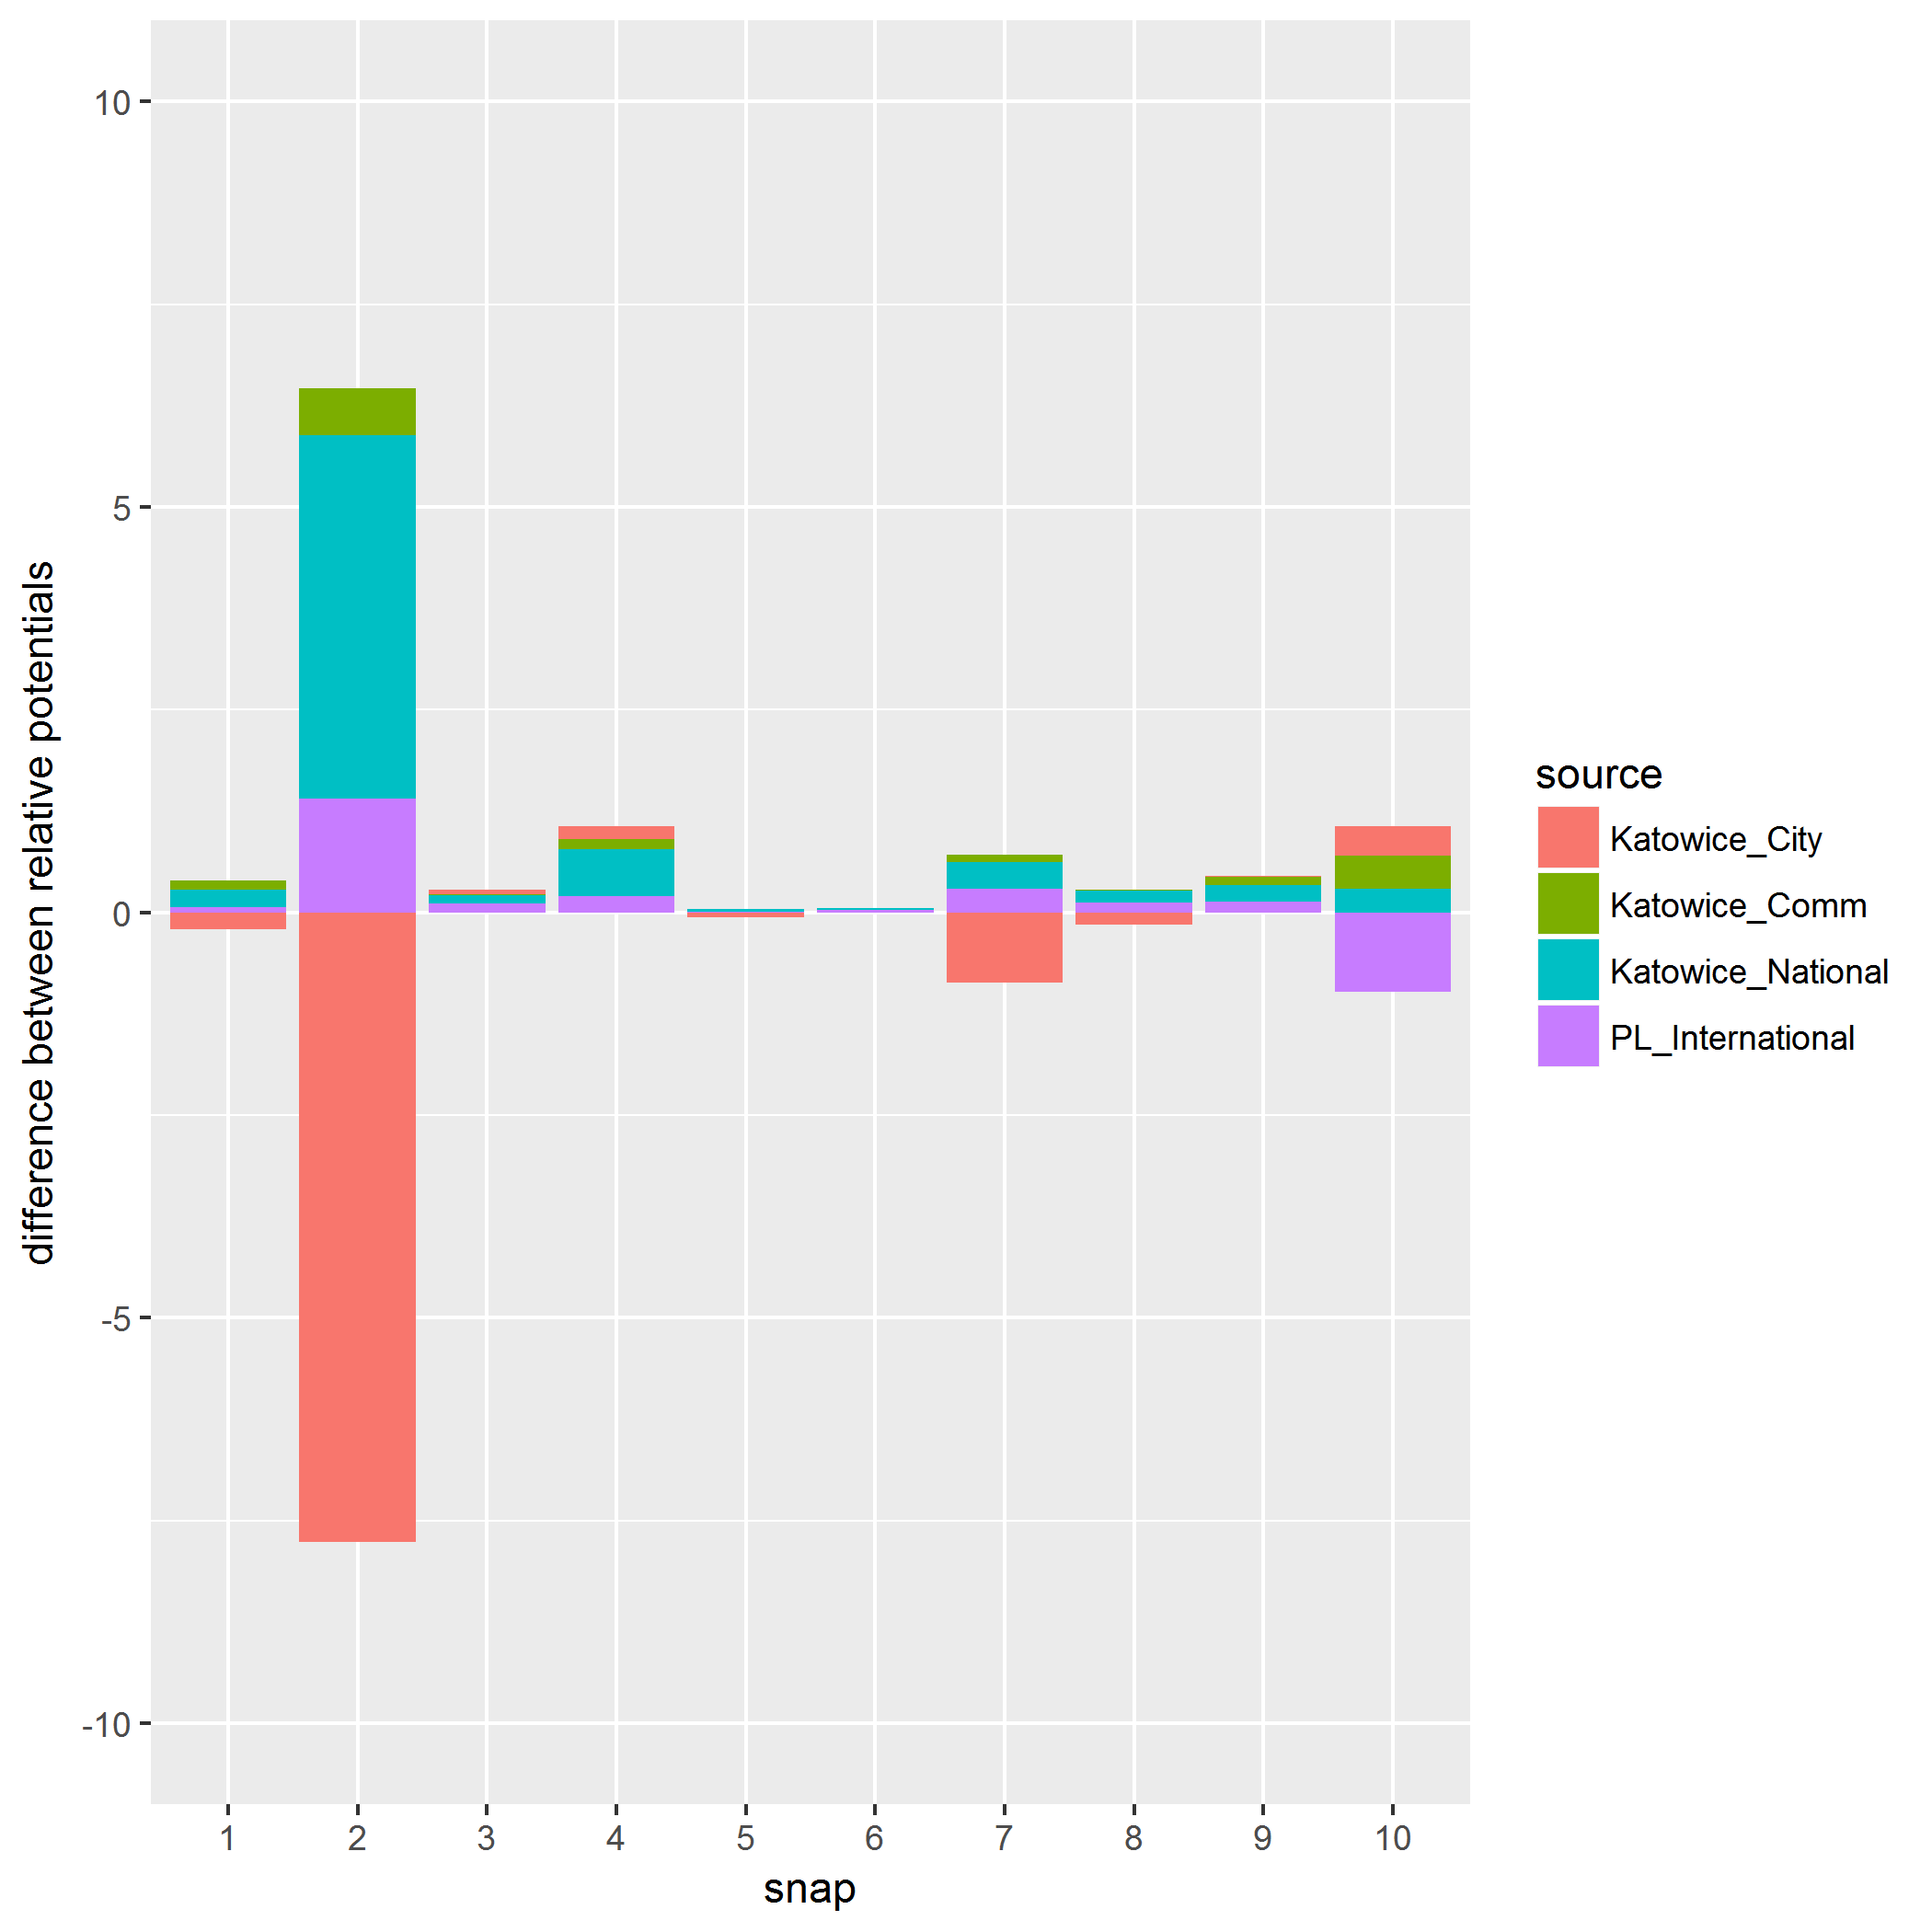 difference between relative potentials
10
5
0
-5
-10
1 2 3 4 5 6 7 8 9 10
snap
source
Katowice_City
Katowice_Comm
Katowice_National
PL_International